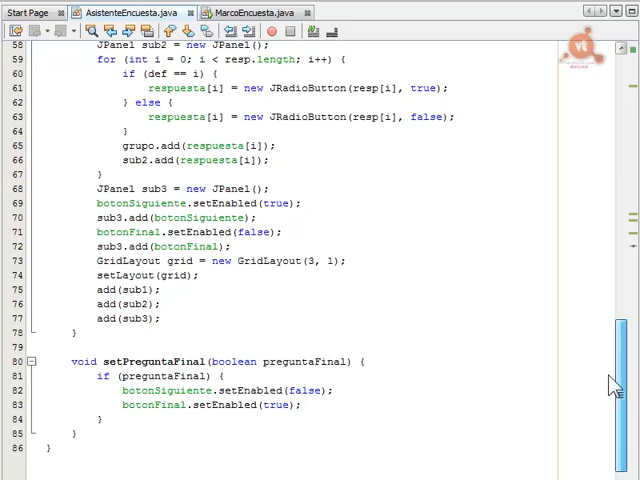 Start Page
AsistenteEncuesta.java
MarcoEncuesta.java
58 JPanel sub2 = new JPanel();
59 for (int i = 0; i < resp.length; i++) {
60 if (def == i) {
61 respuesta[i] = new JRadioButton(resp[i], true);
62 } else {
63 respuesta[i] = new JRadioButton(resp[i], false);
64 }
65 grupo.add(respuesta[i]);
66 sub2.add(respuesta[i]);
67 }
68 JPanel sub3 = new JPanel();
69 botonSiguiente.setEnabled(true);
70 sub3.add(botonSiguiente);
71 botonFinal.setEnabled(false);
72 sub3.add(botonFinal);
73 GridLayout grid = new GridLayout(3, 1);
74 setLayout(grid);
75 add(sub1);
76 add(sub2);
77 add(sub3);
78 }
79
80 void setPreguntaFinal(boolean preguntaFinal) {
81 if (preguntaFinal) {
82 botonSiguiente.setEnabled(false);
83 botonFinal.setEnabled(true);
84 }
85 }
86 }
vt